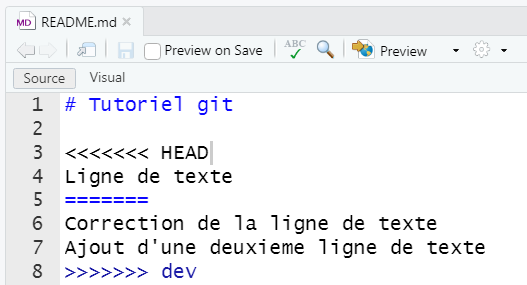 README.md
Preview on Save
ABC
Preview
Source Visual
1 # Tutoriel git
2
3 <<<<<<< HEAD
4 Ligne de texte
5 =======
6 Correction de la ligne de texte
7 Ajout d'une deuxieme ligne de texte
8 >>>>>>> dev